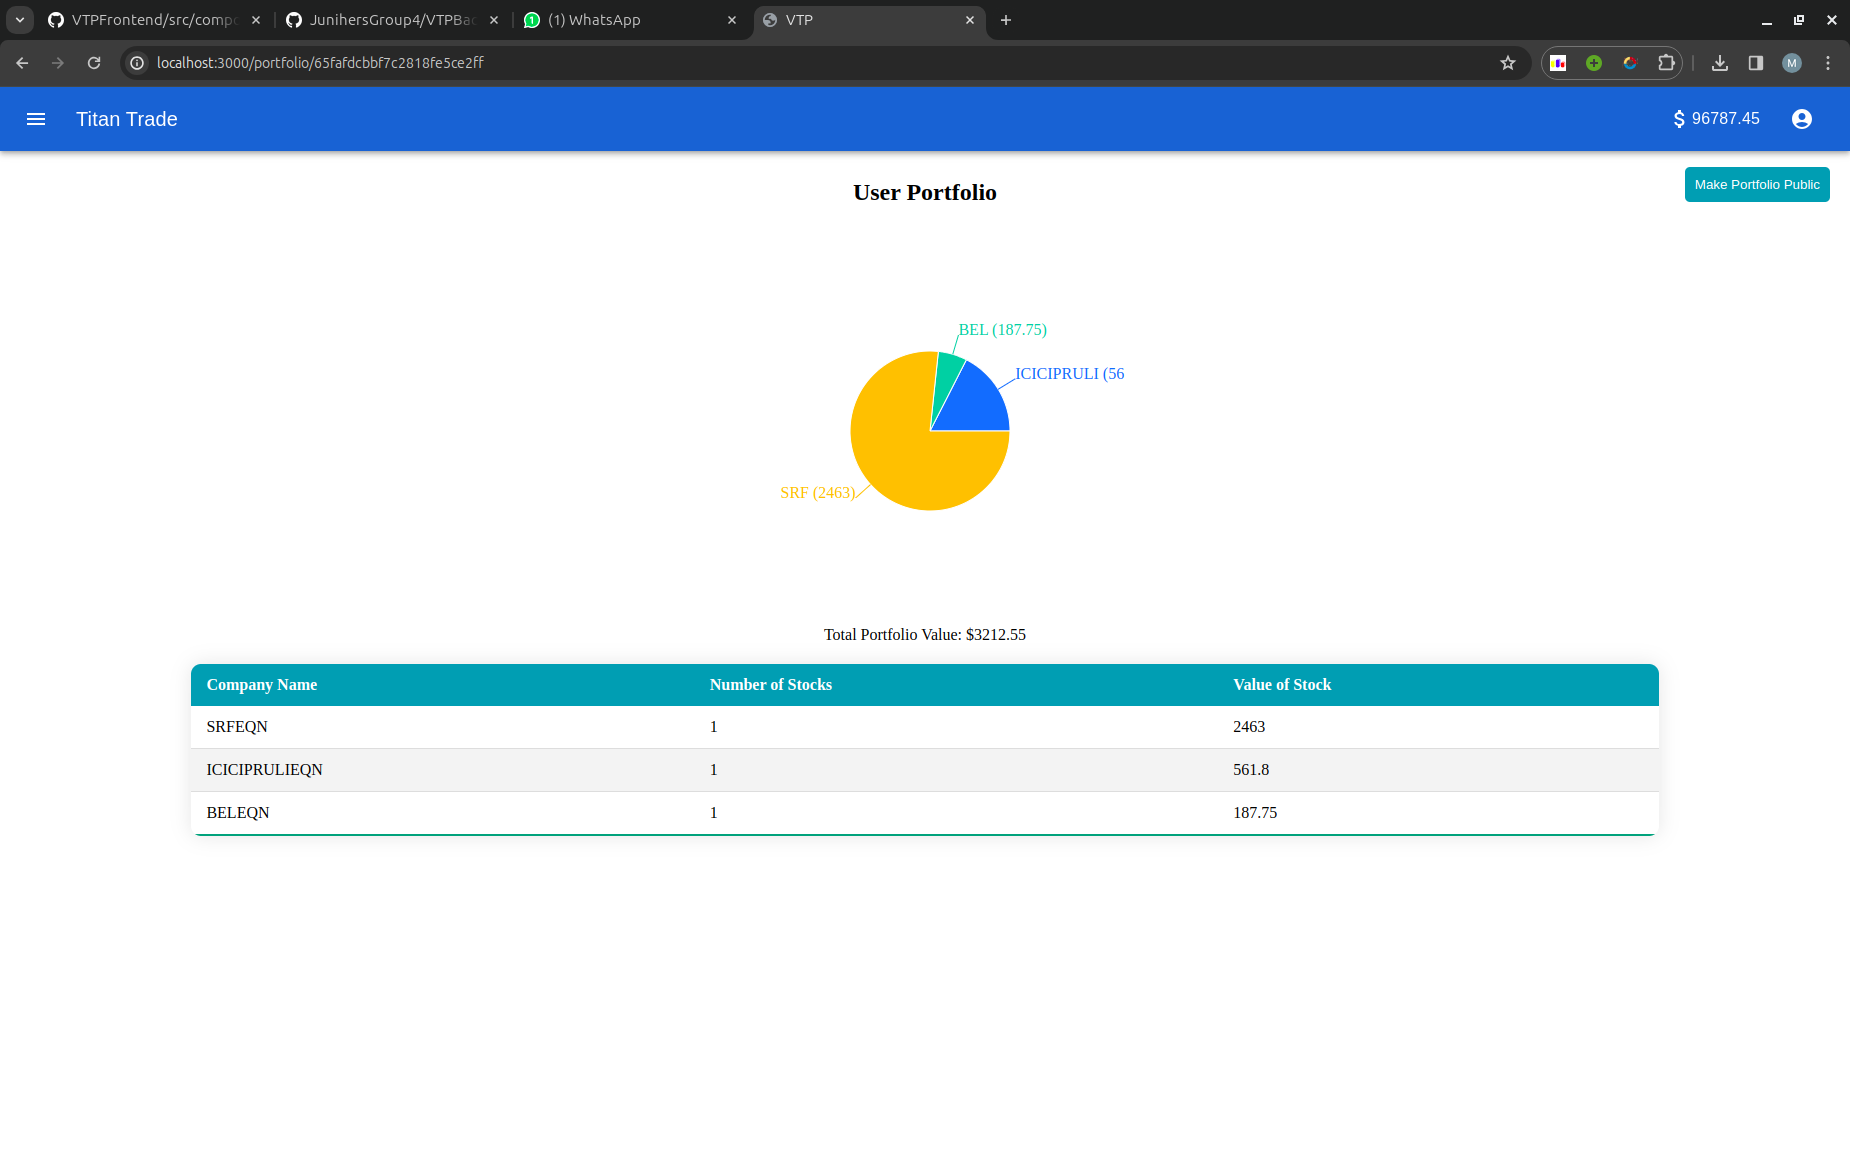 VTPFrontend/src/compo
JunihersGroup4/VTPBac
(1) WhatsApp
VTP
localhost:3000/portfolio/65fafdcbbf7c2818fe5ce2ff
M
Titan Trade
$ 96787.45
User Portfolio
Make Portfolio Public
BEL (187.75)
ICICIPRULI (56
SRF (2463)
Total Portfolio Value: $3212.55
Company Name Number of Stocks Value of Stock
SRFEQN 1 2463
ICICIPRULIEQN 1 561.8
BELEQN 1 187.75